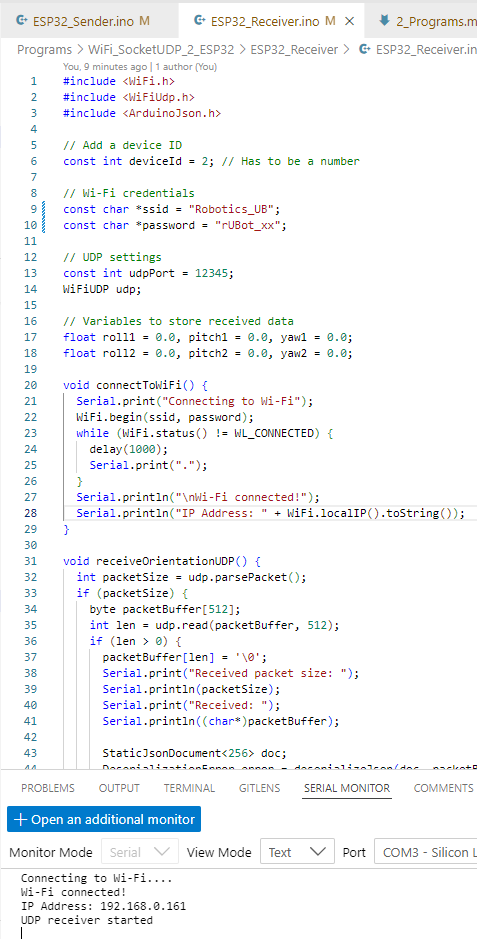 ESP32_Sender.ino M
ESP32_Receiver.ino M
2_Programs.m
Programs > WiFi_SocketUDP_2_ESP32 > ESP32_Receiver > ESP32_Receiver.in
You, 9 minutes ago | 1 author (You)
1 #include <WiFi.h>
2 #include <WiFiUdp.h>
3 #include <ArduinoJson.h>
4
5 // Add a device ID
6 const int deviceId = 2; // Has to be a number
7
8 // Wi-Fi credentials
9 const char *ssid = "Robotics_UB";
10 const char *password = "rUBot_xx";
11
12 // UDP settings
13 const int udpPort = 12345;
14 WiFiUDP udp;
15
16 // Variables to store received data
17 float roll1 = 0.0, pitch1 = 0.0, yaw1 = 0.0;
18 float roll2 = 0.0, pitch2 = 0.0, yaw2 = 0.0;
19
20 void connectToWiFi() {
21 Serial.print("Connecting to Wi-Fi");
22 WiFi.begin(ssid, password);
23 while (WiFi.status() != WL_CONNECTED) {
24 delay(1000);
25 Serial.print(".");
26 }
27 Serial.println("\nWi-Fi connected!");
28 Serial.println("IP Address: " + WiFi.localIP().toString());
29 }
30
31 void receiveOrientationUDP() {
32 int packetSize = udp.parsePacket();
33 if (packetSize) {
34 byte packetBuffer[512];
35 int len = udp.read(packetBuffer, 512);
36 if (len > 0) {
37 packetBuffer[len] = '\0';
38 Serial.print("Received packet size: ");
39 Serial.println(packetSize);
40 Serial.print("Received: ");
41 Serial.println((char*)packetBuffer);
42
43 StaticJsonDocument<256> doc;
44 DeserializationError error = deserializeJson(doc, packetB
PROBLEMS OUTPUT TERMINAL GITLENS SERIAL MONITOR COMMENTS
+ Open an additional monitor
Monitor Mode Serial View Mode Text Port COM3 - Silicon L
Connecting to Wi-Fi....
Wi-Fi connected!
IP Address: 192.168.0.161
UDP receiver started